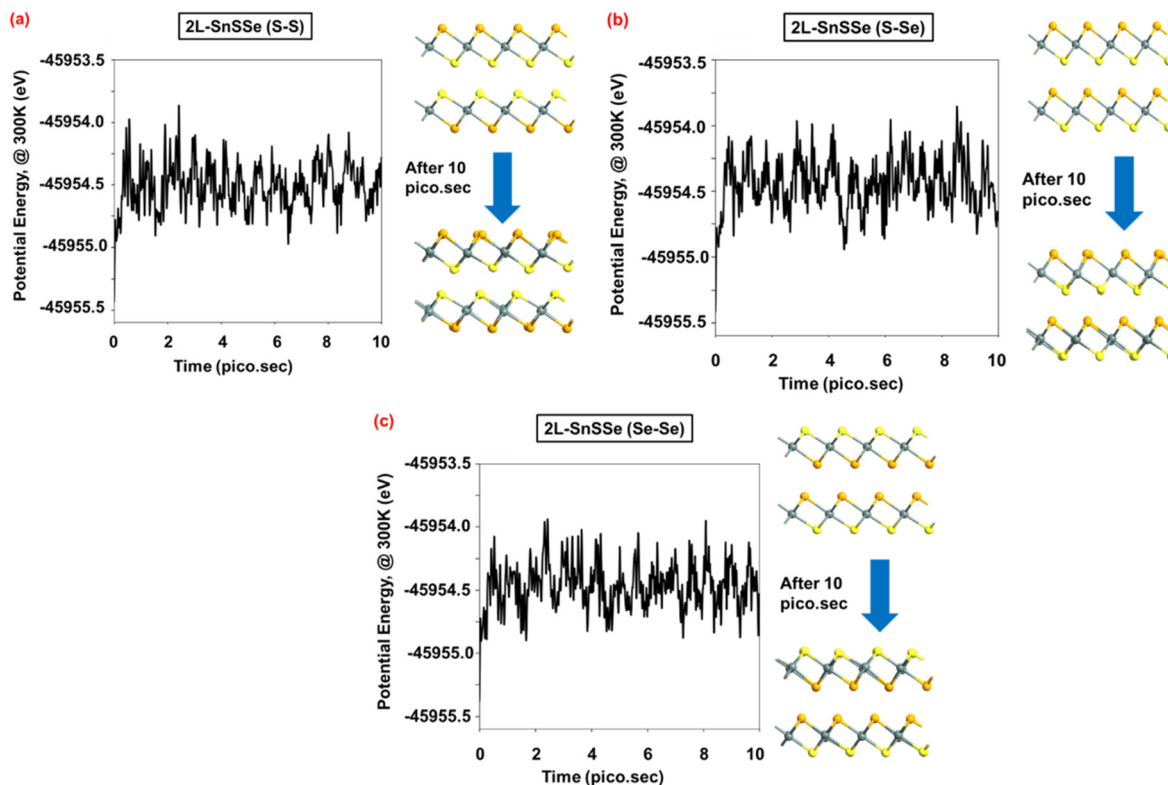 (a)
2L-SnSSe (S-S)
Potential Energy, @ 300K (eV)
-45953.5
-45954.0
-45954.5
-45955.0
-45955.5
0 2 4 6 8 10
Time (pico.sec)
After 10
pico.sec
(b)
2L-SnSSe (S-Se)
Potential Energy, @ 300K (eV)
-45953.5
-45954.0
-45954.5
-45955.0
-45955.5
0 2 4 6 8 10
Time (pico.sec)
After 10
pico.sec
(c)
2L-SnSSe (Se-Se)
Potential Energy, @ 300K (eV)
-45953.5
-45954.0
-45954.5
-45955.0
-45955.5
0 2 4 6 8 10
Time (pico.sec)
After 10
pico.sec